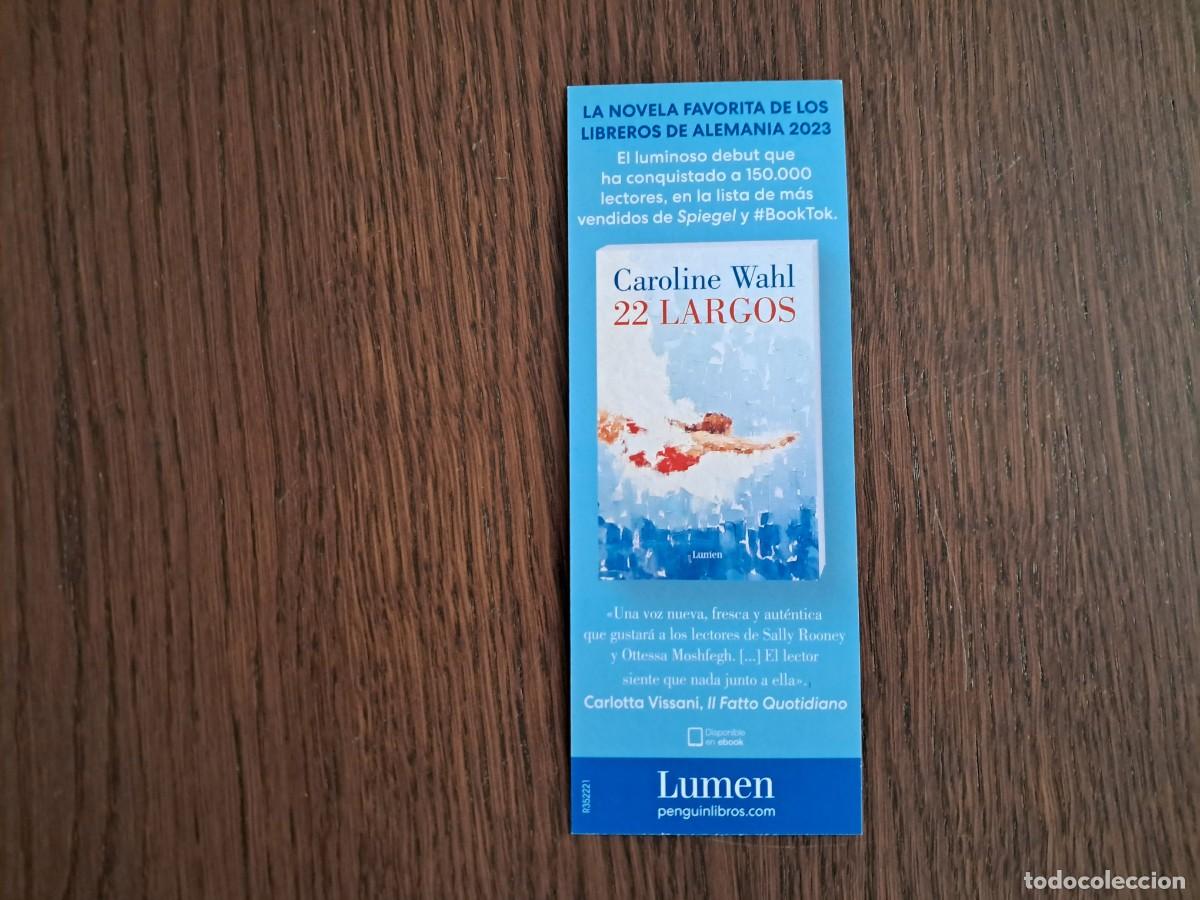 LA NOVELA FAVORITA DE LOS
LIBREROS DE ALEMANIA 2023
El luminoso debut que
ha conquistado a 150.000
lectores, en la lista de más
vendidos de Spiegel y #BookTok.
Caroline Wahl
22 LARGOS
Lumen
«Una voz nueva, fresca y auténtica
que gustará a los lectores de Sally Rooney
y Ottessa Moshfegh. [...] El lector
siente que nada junto a ella».
Carlotta Vissani, Il Fatto Quotidiano
Disponible
en ebook
R352221
Lumen
penguinlibros.com
todocoleccion